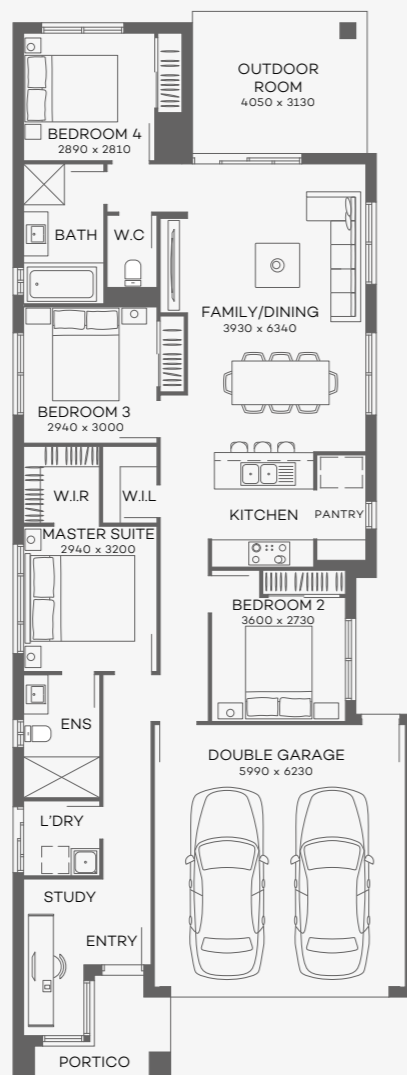 OUTDOOR
ROOM
4050 x 3130
BEDROOM 4
2890 x 2810
BATH
W.C
FAMILY/DINING
3930 x 6340
BEDROOM 3
2940 x 3000
W.I.R
W.I.L
KITCHEN
PANTRY
MASTER SUITE
2940 x 3200
BEDROOM 2
3600 x 2730
ENS
DOUBLE GARAGE
5990 x 6230
L'DRY
STUDY
ENTRY
PORTICO